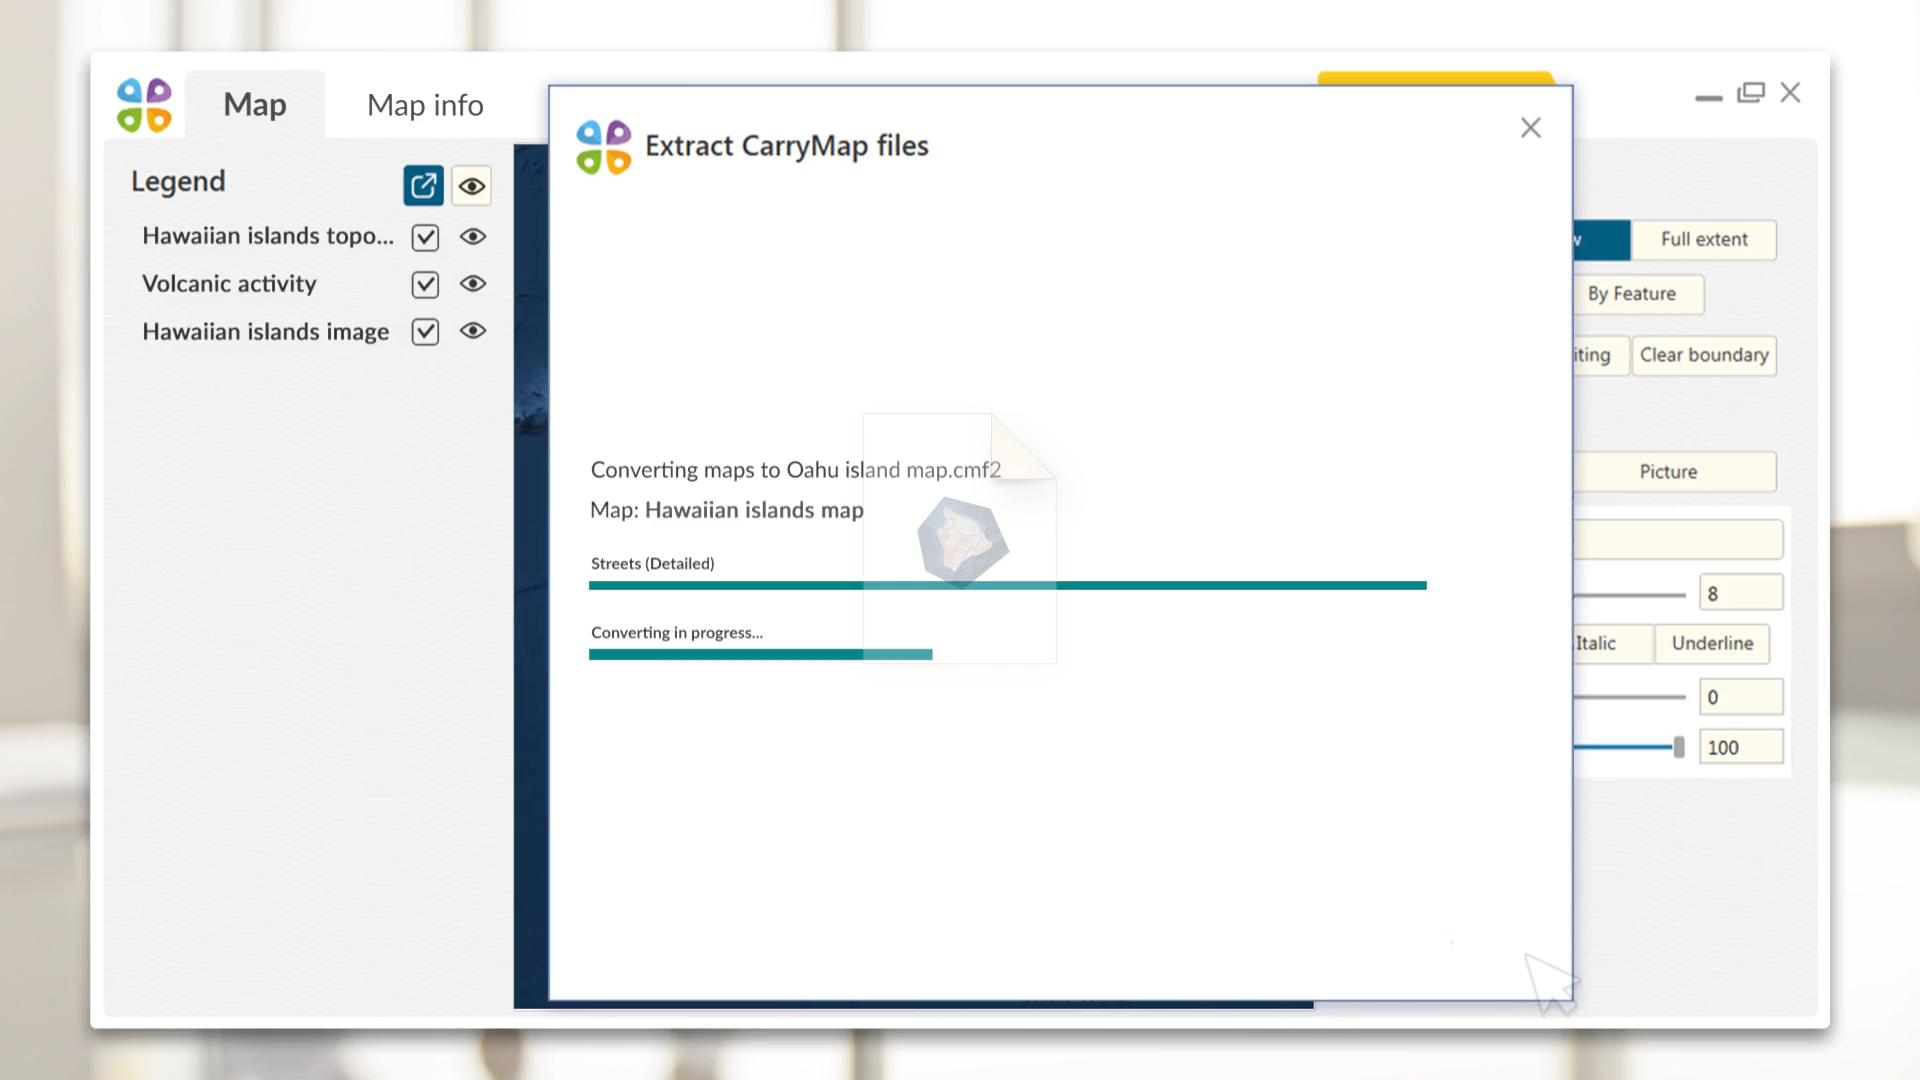 Map
Map info
Extract CarryMap files
Legend
Hawaiian islands topo...
Volcanic activity
Hawaiian islands image
Converting maps to Oahu island map.cmf2
Map: Hawaiian islands map
Streets (Detailed)
Converting in progress...
w
Full extent
By Feature
iting
Clear boundary
Picture
8
Italic
Underline
0
100